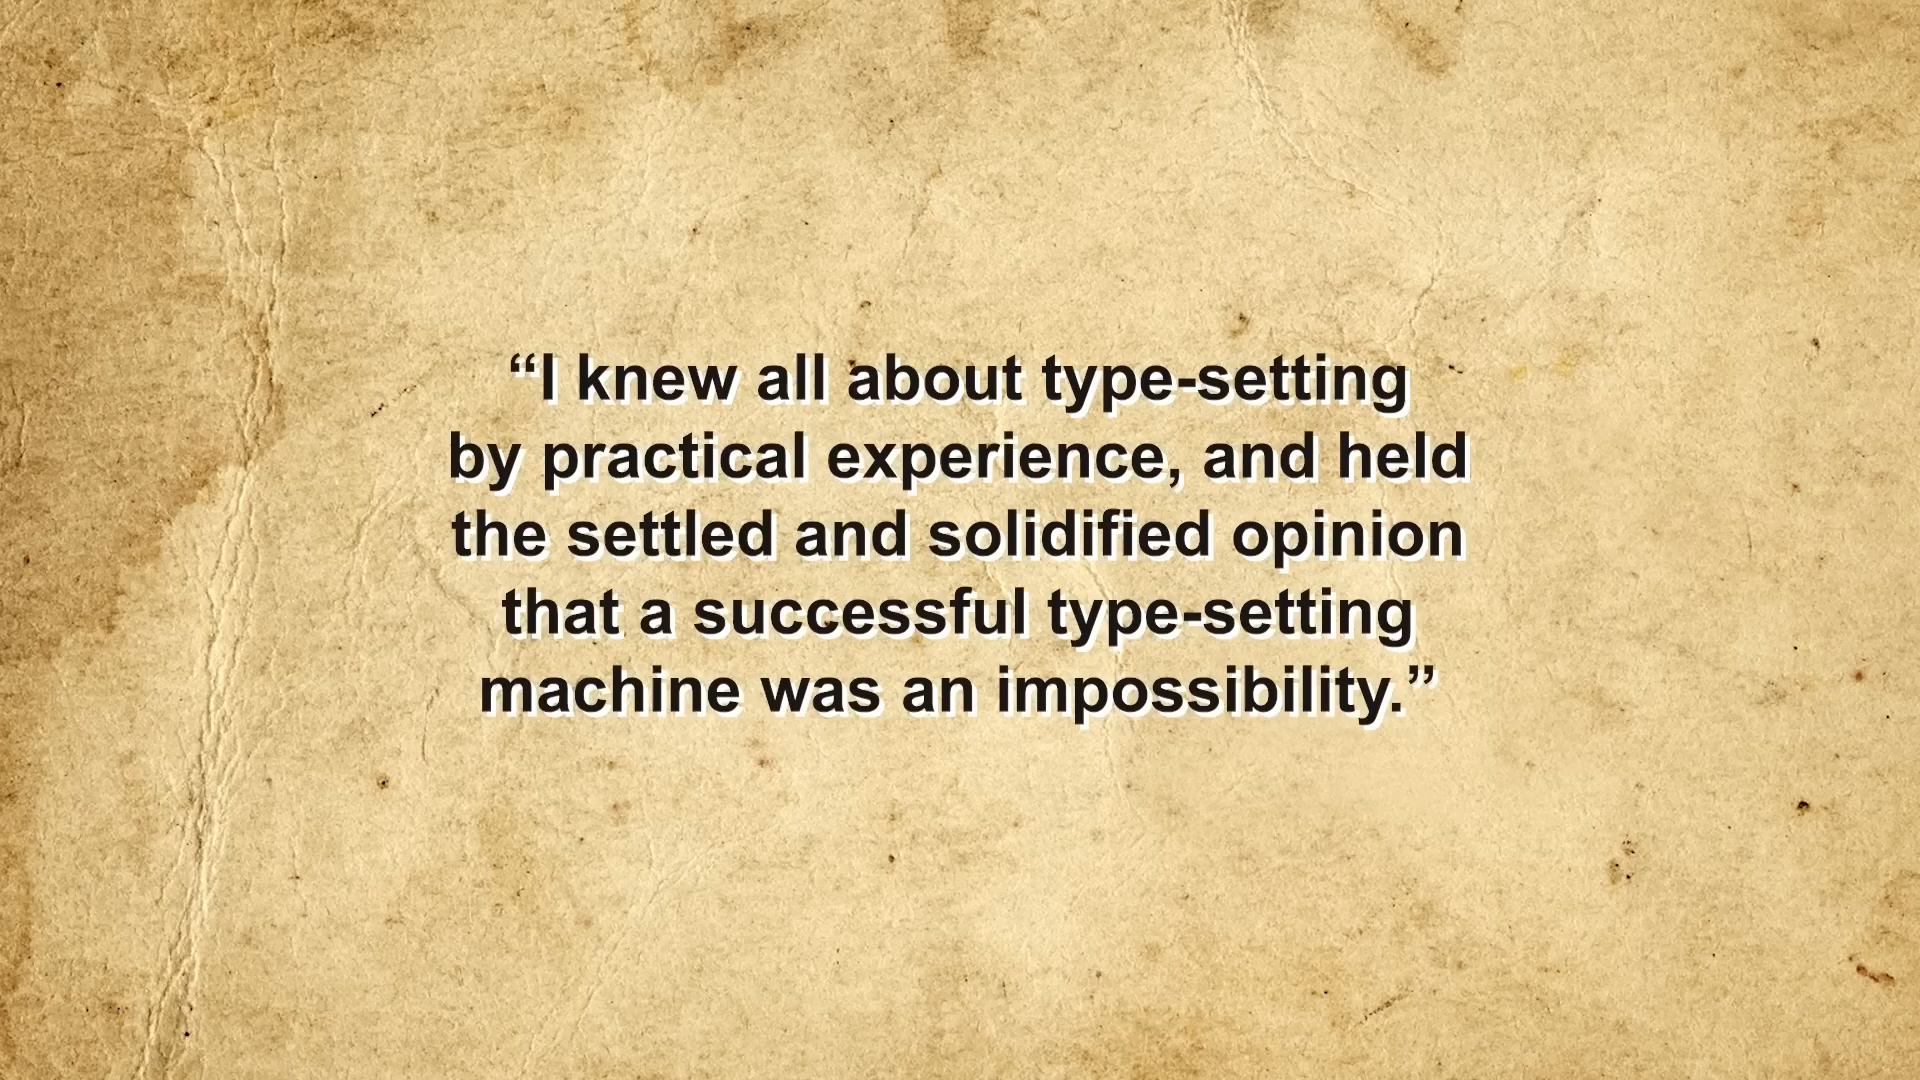 “I knew all about type-setting
by practical experience, and held
the settled and solidified opinion
that a successful type-setting
machine was an impossibility.”